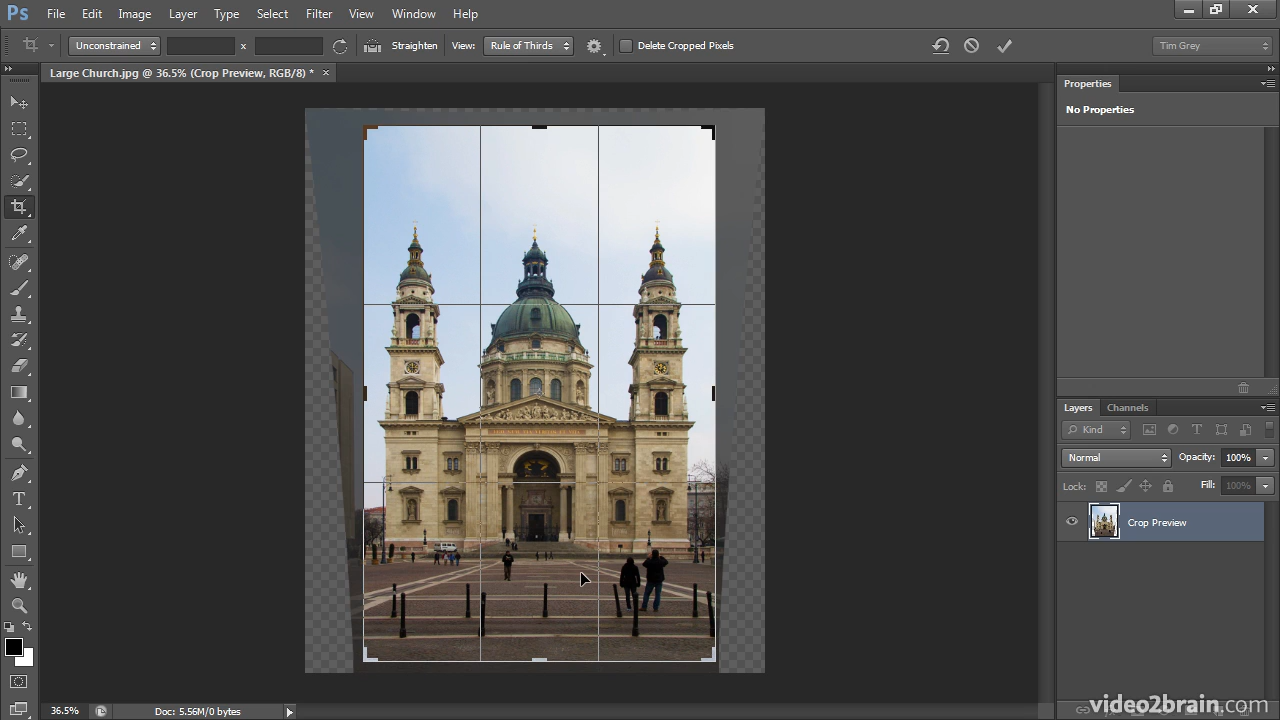 Ps File Edit Image Layer Type Select Filter View Window Help
Unconstrained x Straighten View: Rule of Thirds Delete Cropped Pixels Tim Grey
Large Church.jpg @ 36.5% (Crop Preview, RGB/8) * ×
Properties
No Properties
Layers Channels
Kind
Normal Opacity: 100%
Lock: Fill: 100%
Crop Preview
T
36.5% Doc: 5.56M/0 bytes
video2brain.com